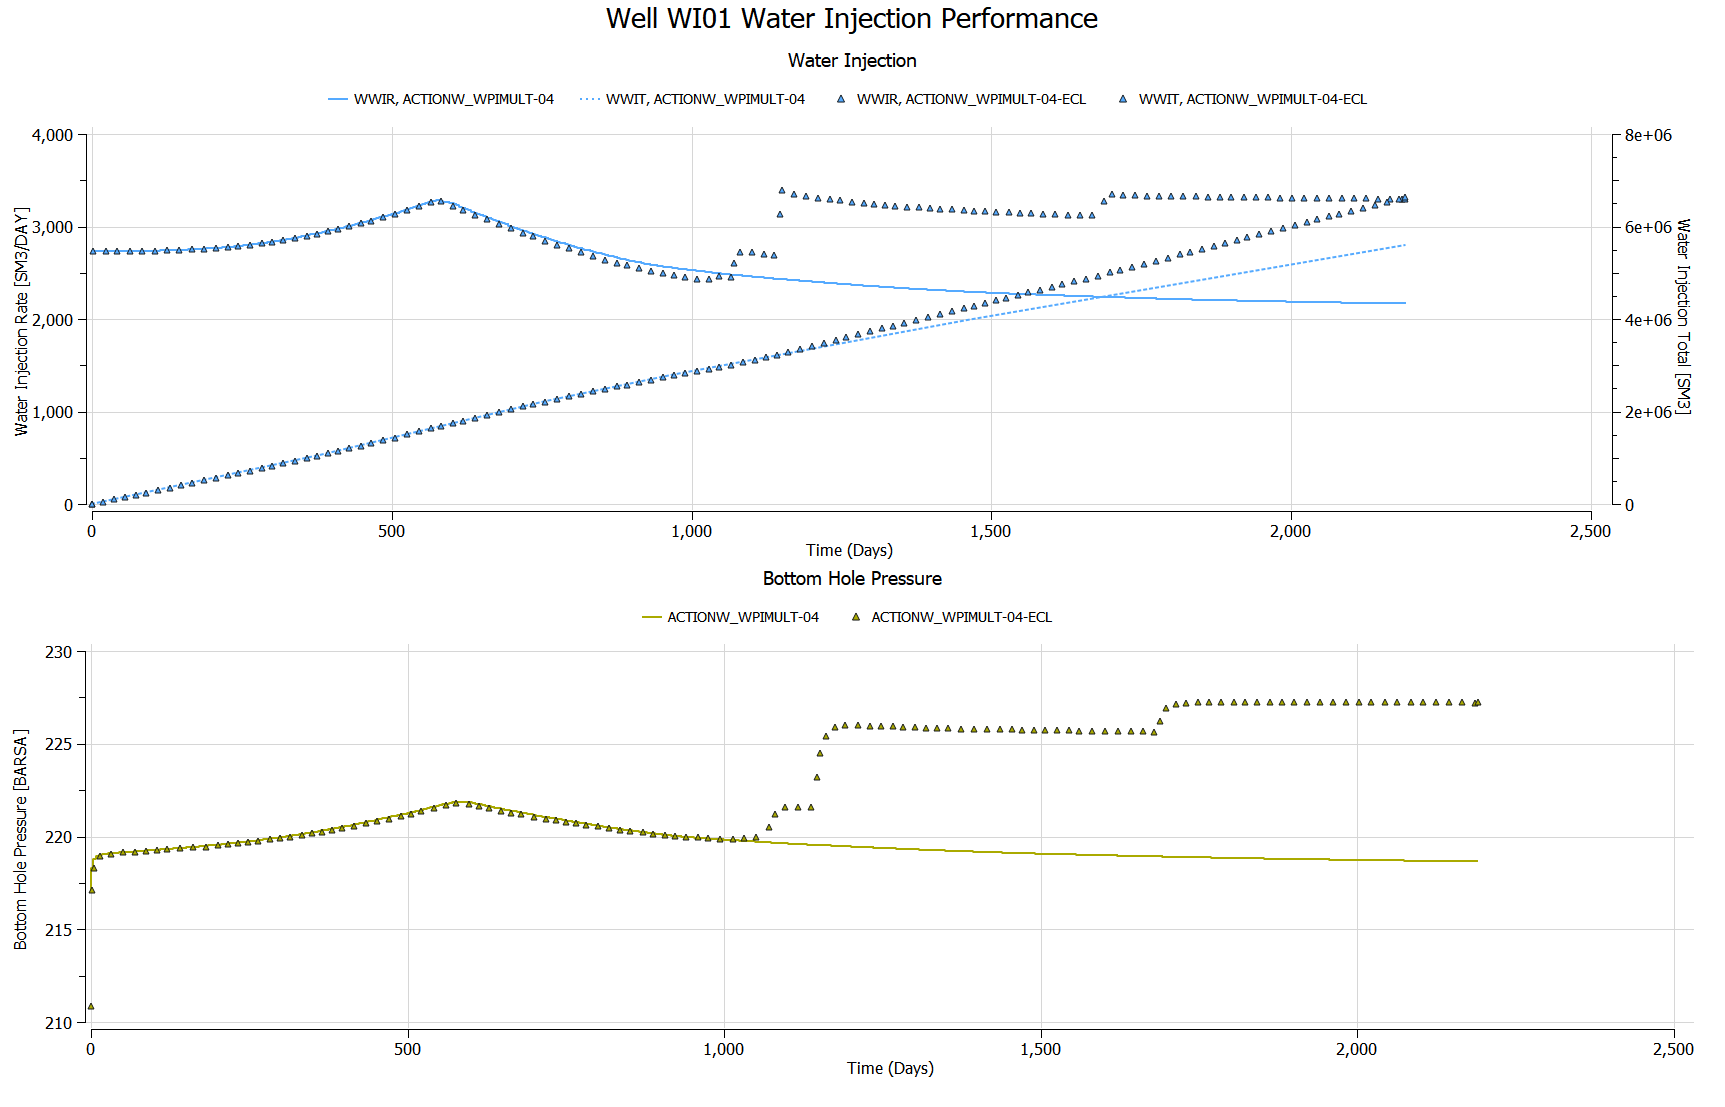 Well WI01 Water Injection Performance
Water Injection
WWIR, ACTIONW_WPIMULT-04 WWIT, ACTIONW_WPIMULT-04 WWIR, ACTIONW_WPIMULT-04-ECL WWIT, ACTIONW_WPIMULT-04-ECL
Water Injection Rate [SM3/DAY]
4,000
3,000
2,000
1,000
0
8e+06
6e+06
4e+06
2e+06
0
Water Injection Total [SM3]
0 500 1,000 1,500 2,000 2,500
Time (Days)
Bottom Hole Pressure
ACTIONW_WPIMULT-04 ACTIONW_WPIMULT-04-ECL
Bottom Hole Pressure [BARSA]
230
225
220
215
210
0 500 1,000 1,500 2,000 2,500
Time (Days)